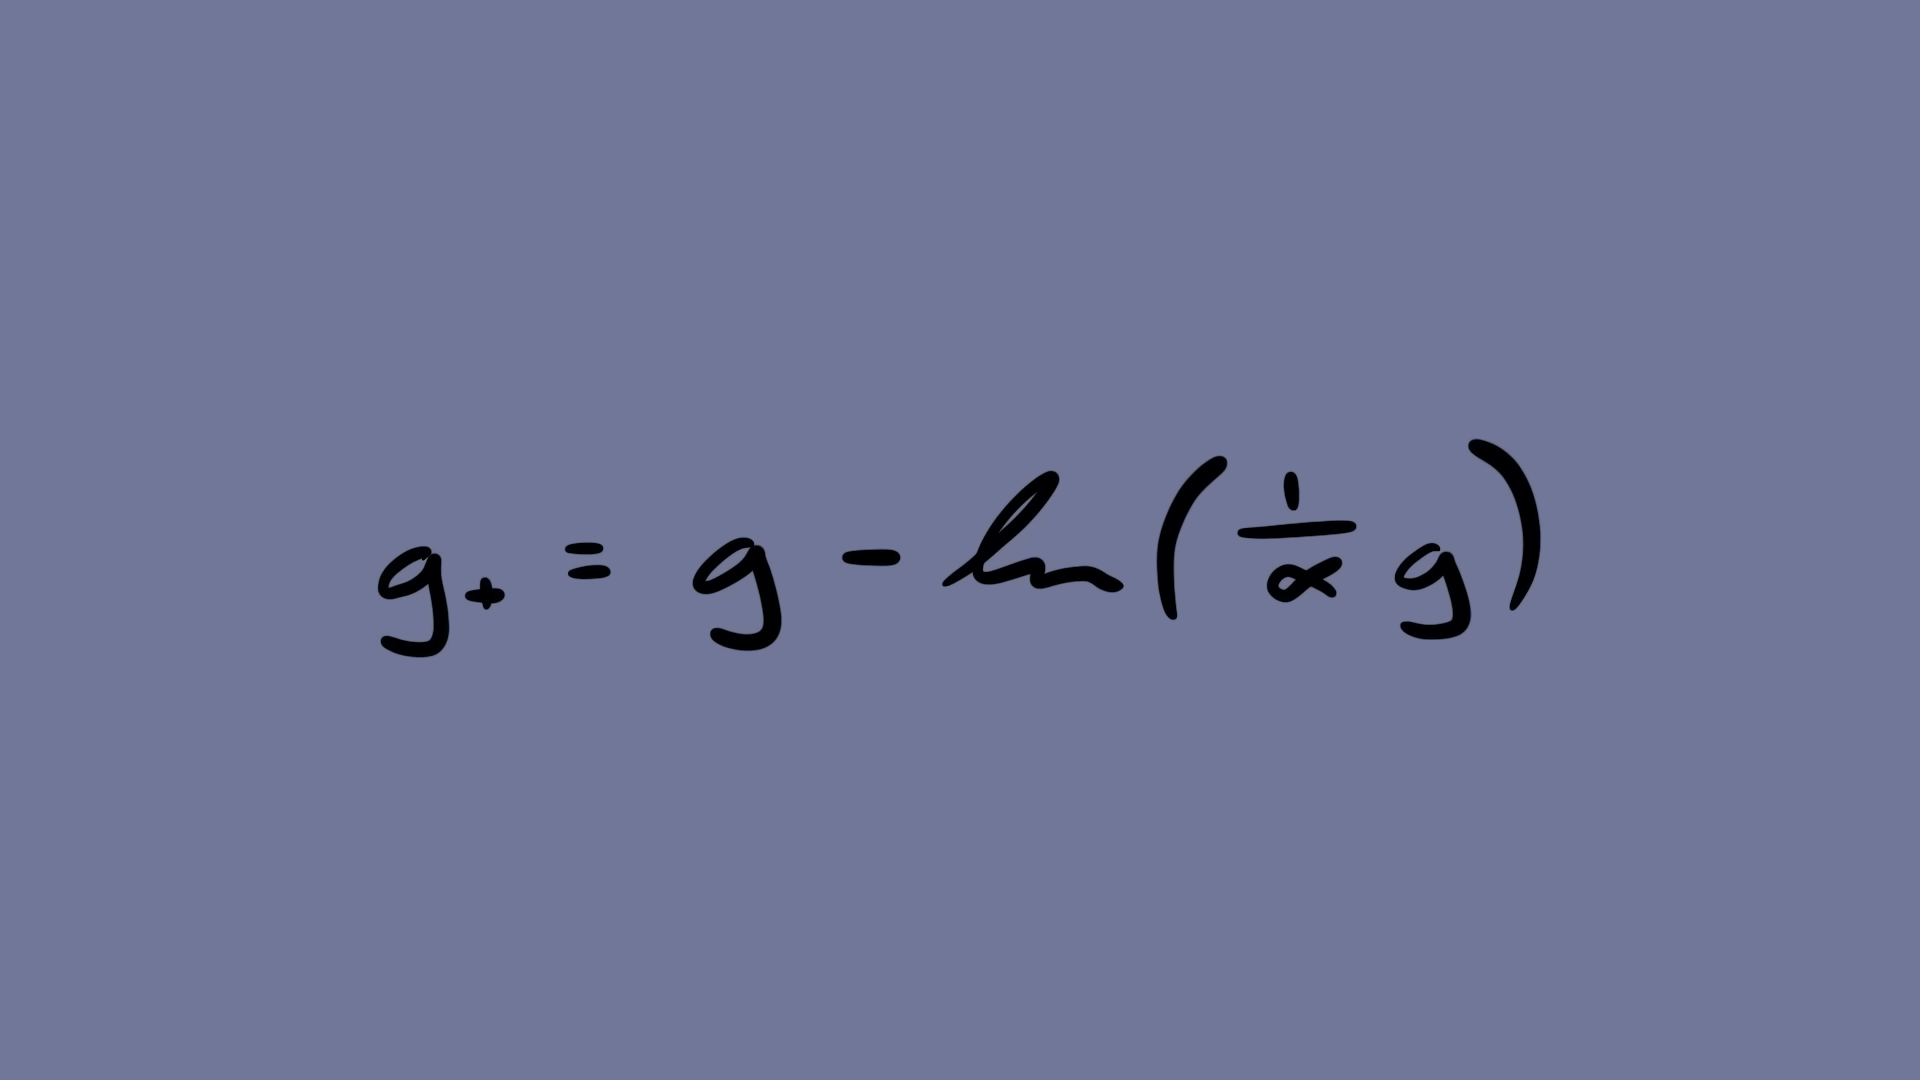 g₊ = g - ln(1/α g)